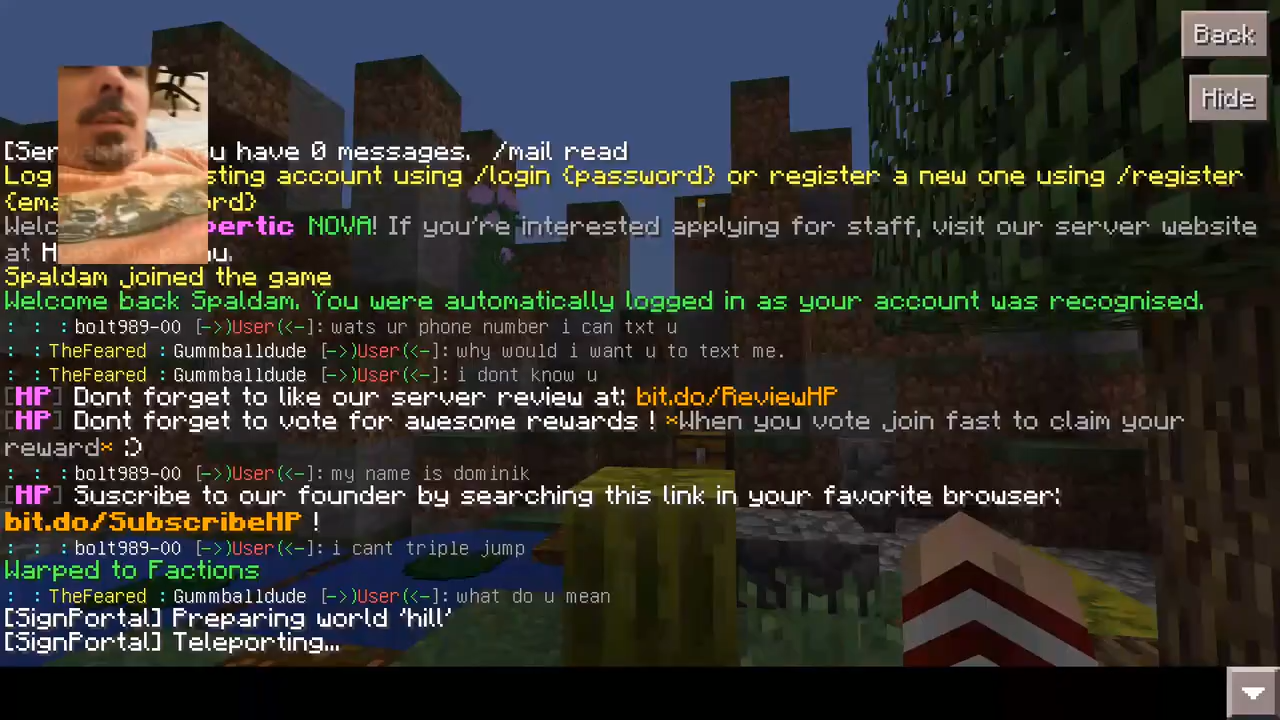 Back
Hide
[Ser u have 0 messages. /mail read
Log sting account using /login {password} or register a new one using /register
{ema ord}
Welc pertic NOVA! If you're interested applying for staff, visit our server website
at H nu.
Spaldam joined the game
Welcome back Spaldam. You were automatically logged in as your account was recognised.
: : : bolt989-00 [->)User(<-]: wats ur phone number i can txt u
: : TheFeared : Gummballdude [->)User(<-]: why would i want u to text me.
: : TheFeared : Gummballdude [->)User(<-]: i dont know u
[HP] Dont forget to like our server review at: bit.do/ReviewHP
[HP] Dont forget to vote for awesome rewards ! *When you vote join fast to claim your
reward* :)
: : : bolt989-00 [->)User(<-]: my name is dominik
[HP] Suscribe to our founder by searching this link in your favorite browser:
bit.do/SubscribeHP !
: : : bolt989-00 [->)User(<-]: i cant triple jump
Warped to Factions
: : TheFeared : Gummballdude [->)User(<-]: what do u mean
[SignPortal] Preparing world 'hill'
[SignPortal] Teleporting...